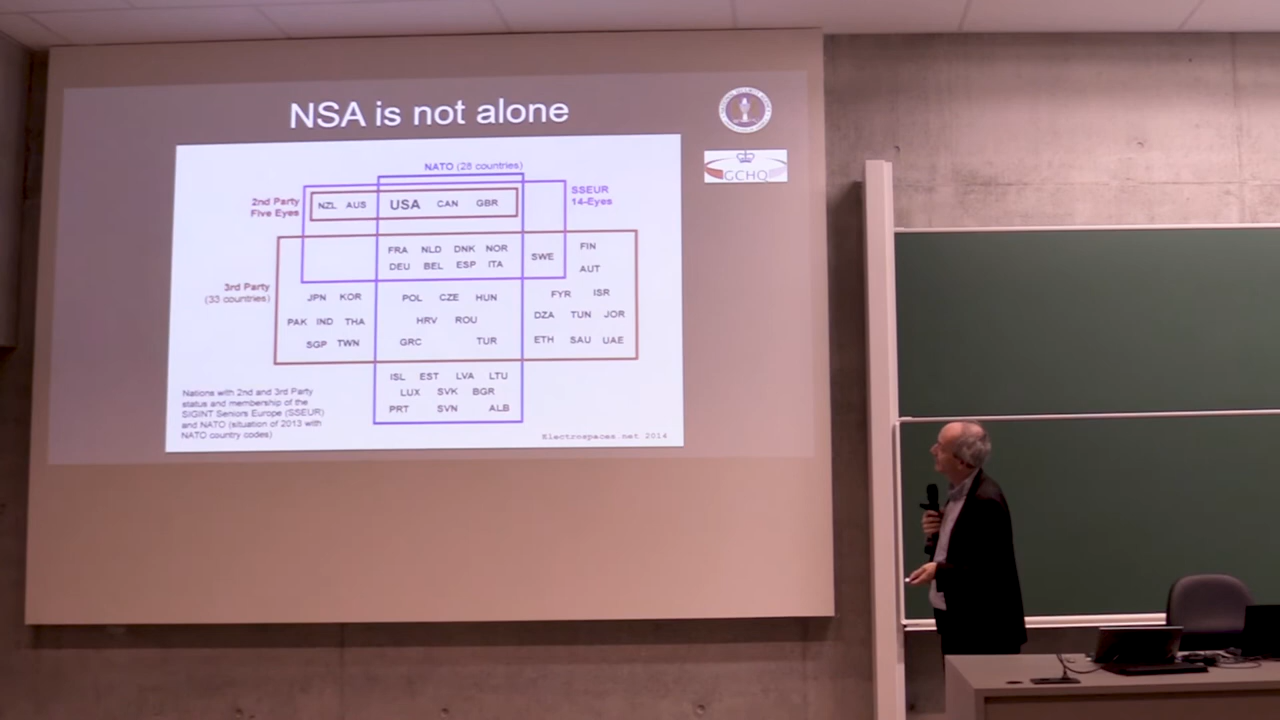 NSA is not alone
NATO (28 countries)
2nd Party
Five Eyes
SSEUR
14-Eyes
NZL AUS USA CAN GBR
FRA NLD DNK NOR
DEU BEL ESP ITA
SWE
FIN
AUT
3rd Party
(33 countries)
JPN KOR
PAK IND THA
SGP TWN
POL CZE HUN
HRV ROU
GRC TUR
FYR ISR
DZA TUN JOR
ETH SAU UAE
ISL EST LVA LTU
LUX SVK BGR
PRT SVN ALB
Nations with 2nd and 3rd Party
status and membership of the
SIGINT Seniors Europe (SSEUR)
and NATO (situation of 2013 with
NATO country codes)
Electrospaces.net 2014
GCHQ